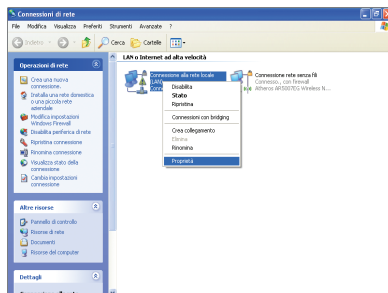 Connessioni di rete
File Modifica Visualizza Preferiti Strumenti Avanzate ?
Indietro Cerca Cartelle
Operazioni di rete
Crea una nuova connessione.
Installa una rete domestica o una piccola rete aziendale
Modifica impostazioni Windows Firewall
Disabilita periferica di rete
Ripristina connessione
Rinomina connessione
Visualizza stato della connessione
Cambia impostazioni connessione
Altre risorse
Pannello di controllo
Risorse di rete
Documenti
Risorse del computer
Dettagli
LAN o Internet ad alta velocità
Connessione alla rete locale
Disabilita
Stato
Ripristina
Connessioni con bridging
Crea collegamento
Elimina
Rinomina
Proprietà
Connessione rete senza fili
Connesso, con firewall
Atheros AR5007EG Wireless N...